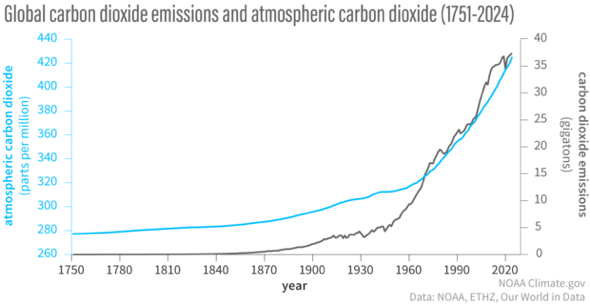 Global carbon dioxide emissions and atmospheric carbon dioxide (1751-2024)
atmospheric carbon dioxide
(parts per million)
440
420
400
380
360
340
320
300
280
260
40
35
30
25
20
15
10
5
0
carbon dioxide emissions
(gigatons)
1750 1780 1810 1840 1870 1900 1930 1960 1990 2020
year
NOAA Climate.gov
Data: NOAA, ETHZ, Our World in Data